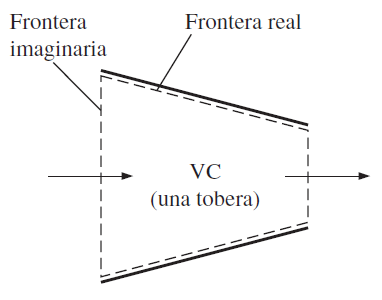 Frontera
imaginaria
Frontera real
VC
(una tobera)